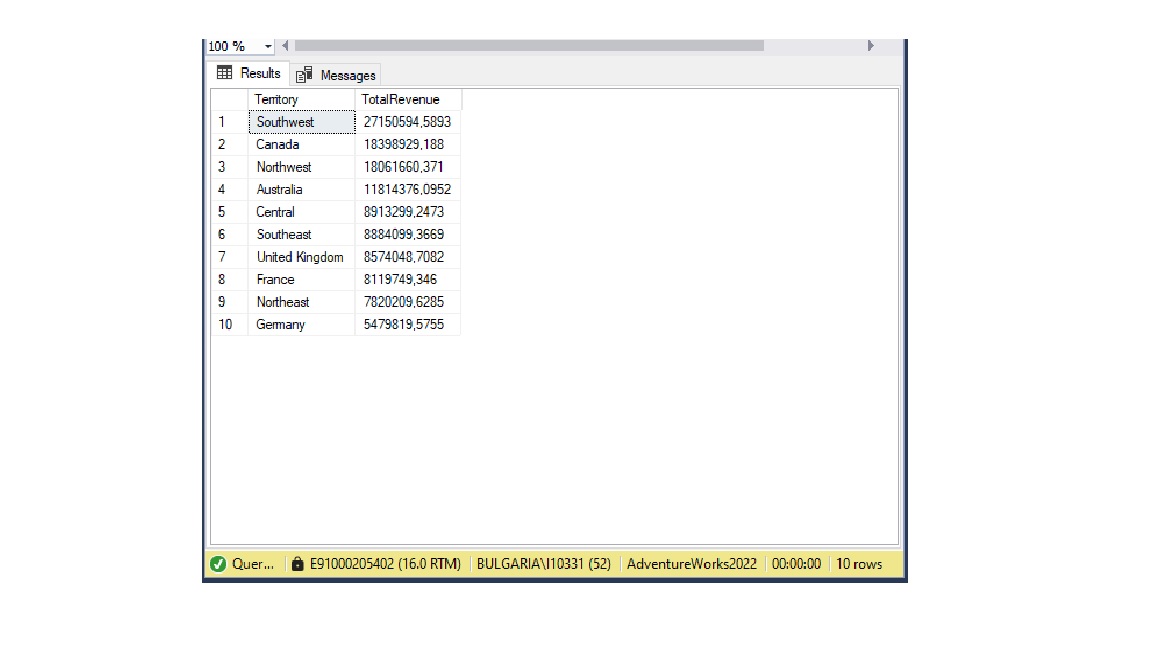 100 %
Results Messages
Territory TotalRevenue
1 Southwest 27150594,5893
2 Canada 18398929,188
3 Northwest 18061660,371
4 Australia 11814376,0952
5 Central 8913299,2473
6 Southeast 8884099,3669
7 United Kingdom 8574048,7082
8 France 8119749,346
9 Northeast 7820209,6285
10 Germany 5479819,5755
Quer... E91000205402 (16.0 RTM) BULGARIA\I10331 (52) AdventureWorks2022 00:00:00 10 rows